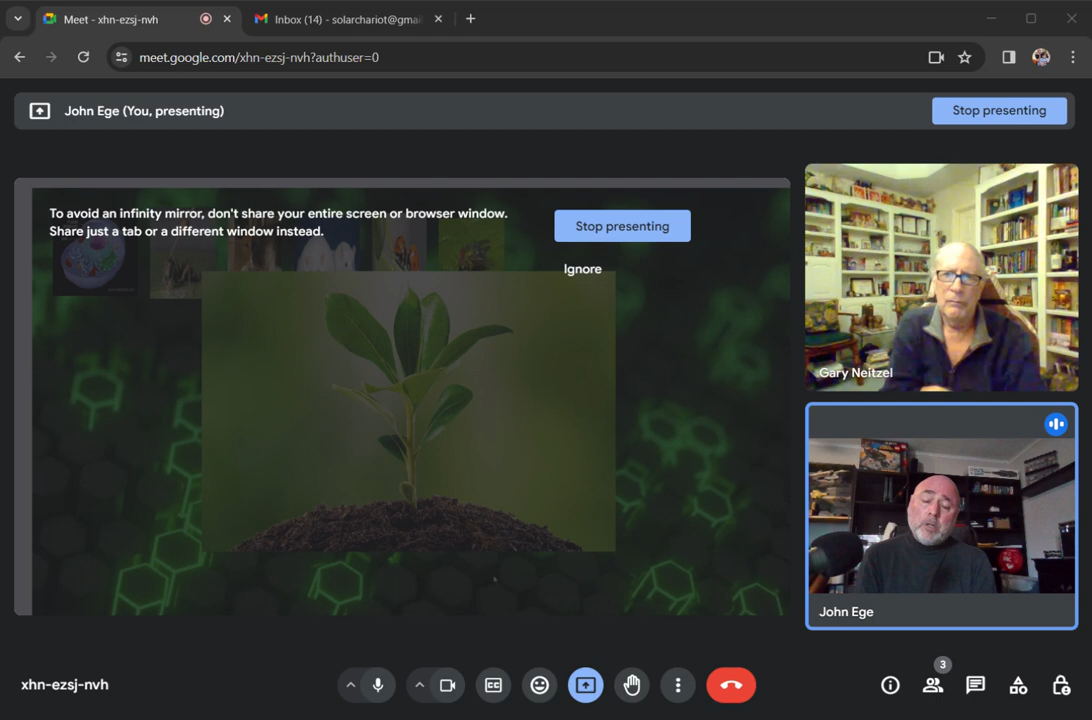 Meet - xhn-ezsj-nvh
Inbox (14) - solarchariot@gmai
meet.google.com/xhn-ezsj-nvh?authuser=0
John Ege (You, presenting)
Stop presenting
To avoid an infinity mirror, don't share your entire screen or browser window.
Share just a tab or a different window instead.
Stop presenting
Ignore
Gary Neitzel
John Ege
xhn-ezsj-nvh
3